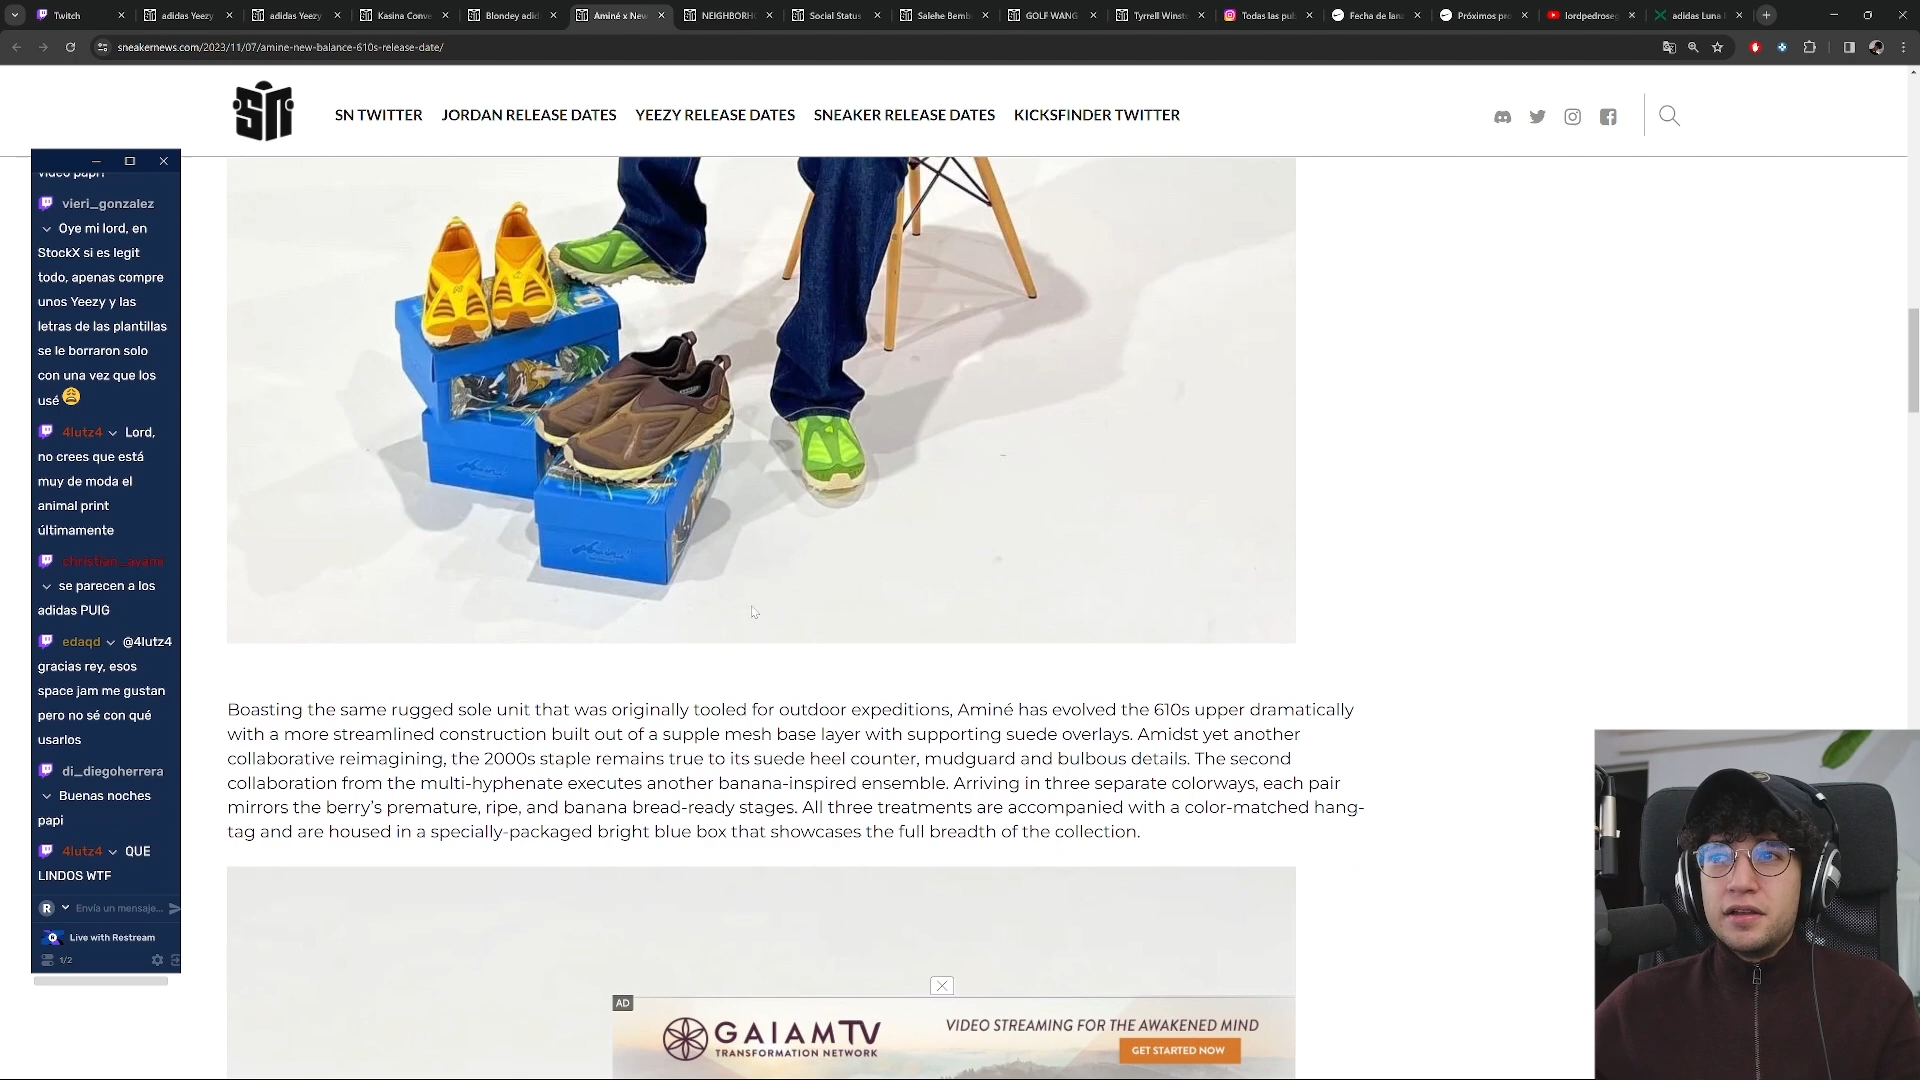 Twitch
adidas Yeezy
adidas Yeezy
Kasina Conve
Blondey adid
Aminé x New
NEIGHBORHO
Social Status
Salehe Bemb
GOLF WANG
Tyrrell Winsto
Todas las pub
Fecha de lanz
Próximos pro
lordpedroseg
adidas Luna
sneakernews.com/2023/11/07/amine-new-balance-610s-release-date/
SN
SN TWITTER
JORDAN RELEASE DATES
YEEZY RELEASE DATES
SNEAKER RELEASE DATES
KICKSFINDER TWITTER
video papri
vieri_gonzalez
Oye mi lord, en
StockX si es legit
todo, apenas compre
unos Yeezy y las
letras de las plantillas
se le borraron solo
con una vez que los
usé
4lutz4 Lord,
no crees que está
muy de moda el
animal print
últimamente
se parecen a los
adidas PUIG
edaqd @4lutz4
gracias rey, esos
space jam me gustan
pero no sé con qué
usarlos
di_diegoherrera
Buenas noches
papi
4lutz4 QUE
LINDOS WTF
R Envía un mensaje...
Live with Restream
1/2
Aminé
Boasting the same rugged sole unit that was originally tooled for outdoor expeditions, Aminé has evolved the 610s upper dramatically
with a more streamlined construction built out of a supple mesh base layer with supporting suede overlays. Amidst yet another
collaborative reimagining, the 2000s staple remains true to its suede heel counter, mudguard and bulbous details. The second
collaboration from the multi-hyphenate executes another banana-inspired ensemble. Arriving in three separate colorways, each pair
mirrors the berry's premature, ripe, and banana bread-ready stages. All three treatments are accompanied with a color-matched hang-
tag and are housed in a specially-packaged bright blue box that showcases the full breadth of the collection.
AD
GAIAMTV
TRANSFORMATION NETWORK
VIDEO STREAMING FOR THE AWAKENED MIND
GET STARTED NOW